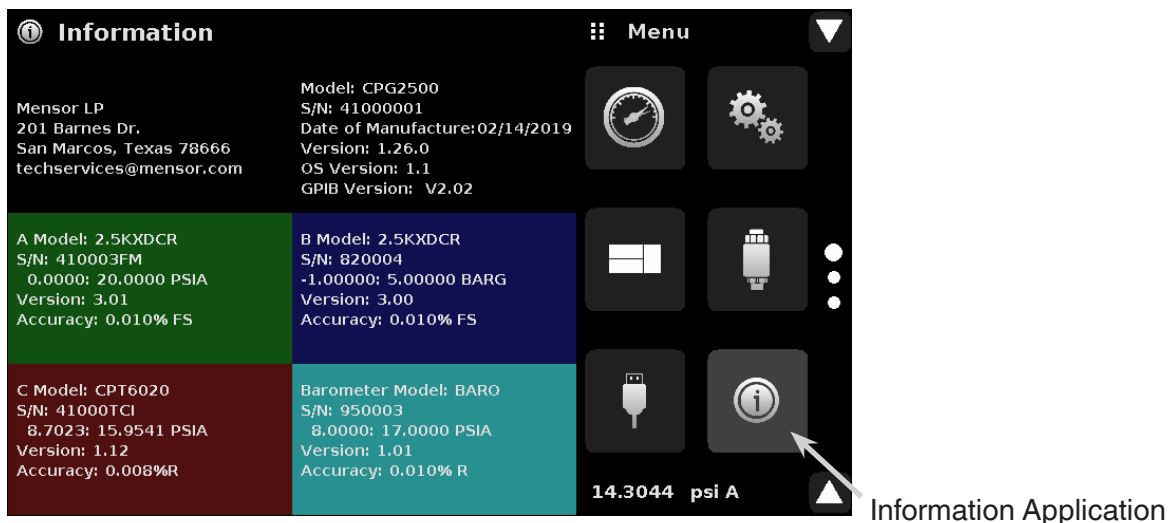 Information
Menu
Mensor LP
201 Barnes Dr.
San Marcos, Texas 78666
techservices@mensor.com
Model: CPG2500
S/N: 41000001
Date of Manufacture:02/14/2019
Version: 1.26.0
OS Version: 1.1
GPIB Version: V2.02
A Model: 2.5KXDCR
S/N: 410003FM
0.0000: 20.0000 PSIA
Version: 3.01
Accuracy: 0.010% FS
B Model: 2.5KXDCR
S/N: 820004
-1.00000: 5.00000 BARG
Version: 3.00
Accuracy: 0.010% FS
C Model: CPT6020
S/N: 41000TCI
8.7023: 15.9541 PSIA
Version: 1.12
Accuracy: 0.008%R
Barometer Model: BARO
S/N: 950003
8.0000: 17.0000 PSIA
Version: 1.01
Accuracy: 0.010% R
14.3044 psi A
Information Application